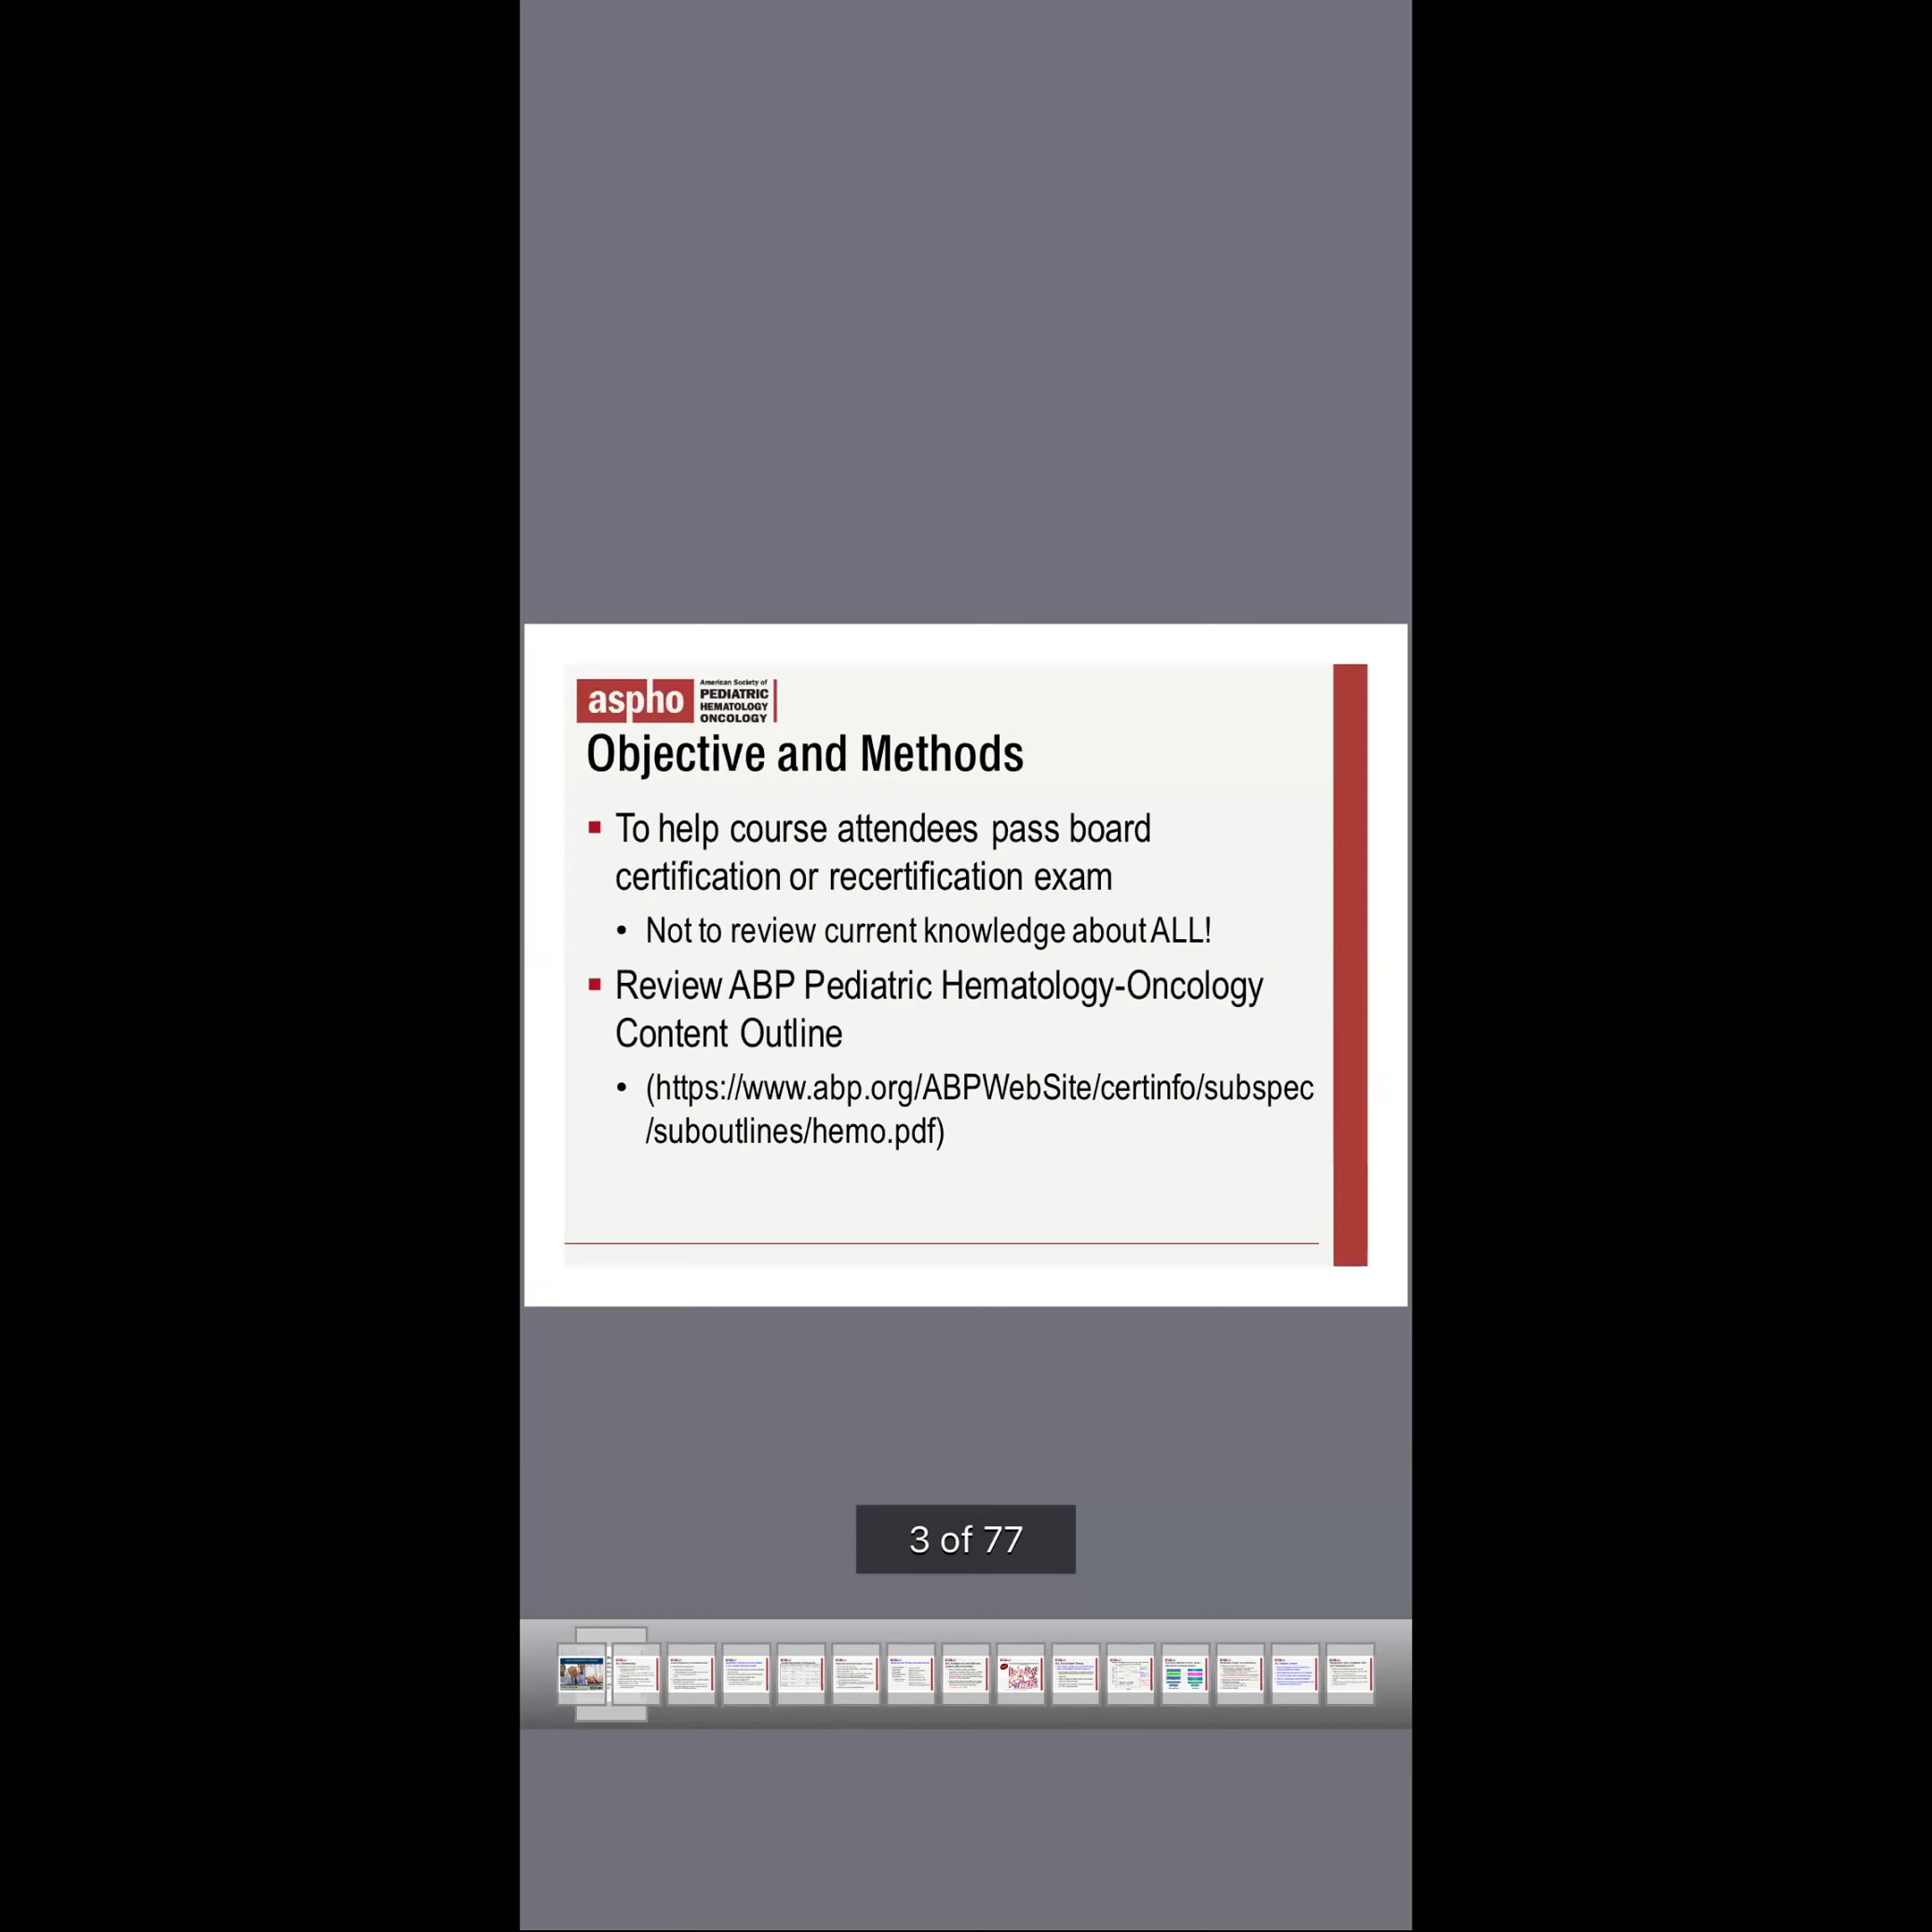 aspho
American Society of
PEDIATRIC
HEMATOLOGY
ONCOLOGY
Objective and Methods
To help course attendees pass board
certification or recertification exam
Not to review current knowledge about ALL!
Review ABP Pediatric Hematology-Oncology
Content Outline
(https://www.abp.org/ABPWebSite/certinfo/subspec
/suboutlines/hemo.pdf)
3 of 77